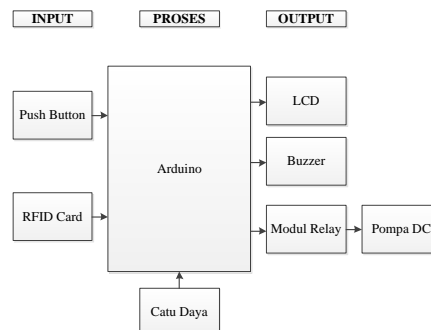 INPUT
PROSES
OUTPUT
Push Button
RFID Card
Arduino
LCD
Buzzer
Modul Relay
Pompa DC
Catu Daya